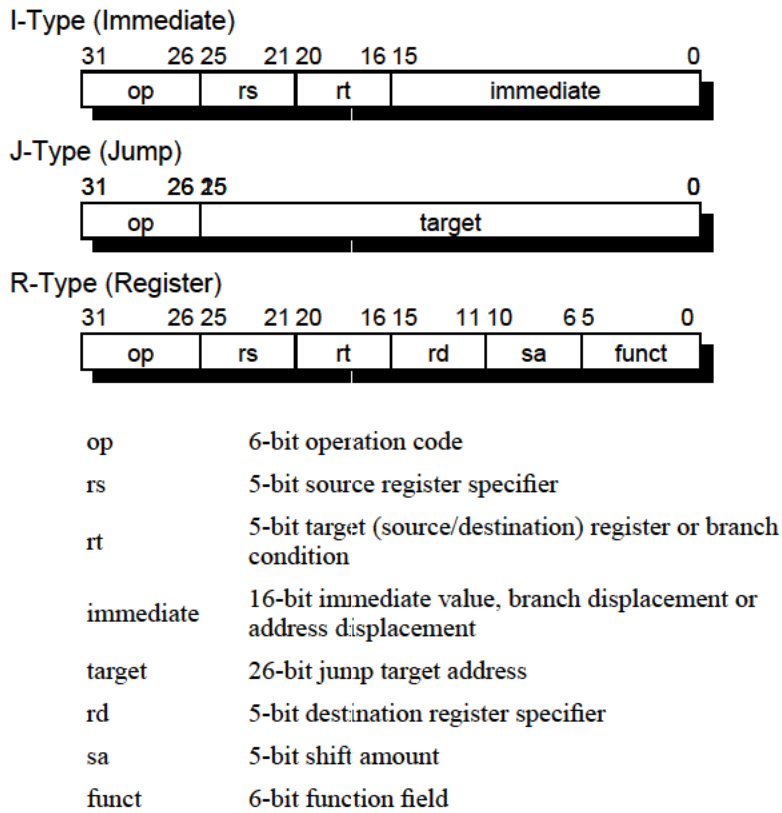 I-Type (Immediate)
31 26 25 21 20 16 15 0
op rs rt immediate
J-Type (Jump)
31 26 25 0
op target
R-Type (Register)
31 26 25 21 20 16 15 11 10 6 5 0
op rs rt rd sa funct
op 6-bit operation code
rs 5-bit source register specifier
rt 5-bit target (source/destination) register or branch
condition
immediate 16-bit immediate value, branch displacement or
address displacement
target 26-bit jump target address
rd 5-bit destination register specifier
sa 5-bit shift amount
funct 6-bit function field